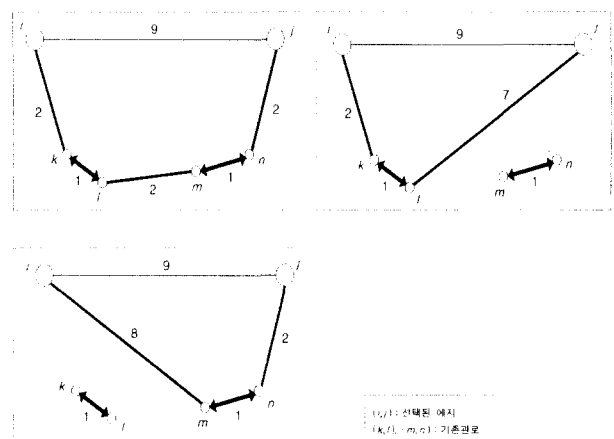 i 9 j
2 2
k 1 l 2 m 1 n
i 9 j
2 7
k 1 l m 1 n
i 9 j
8 2
k 1 l m 1 n
(i,j) : 선택된 에지
(k,l), (m,n) : 기존관로